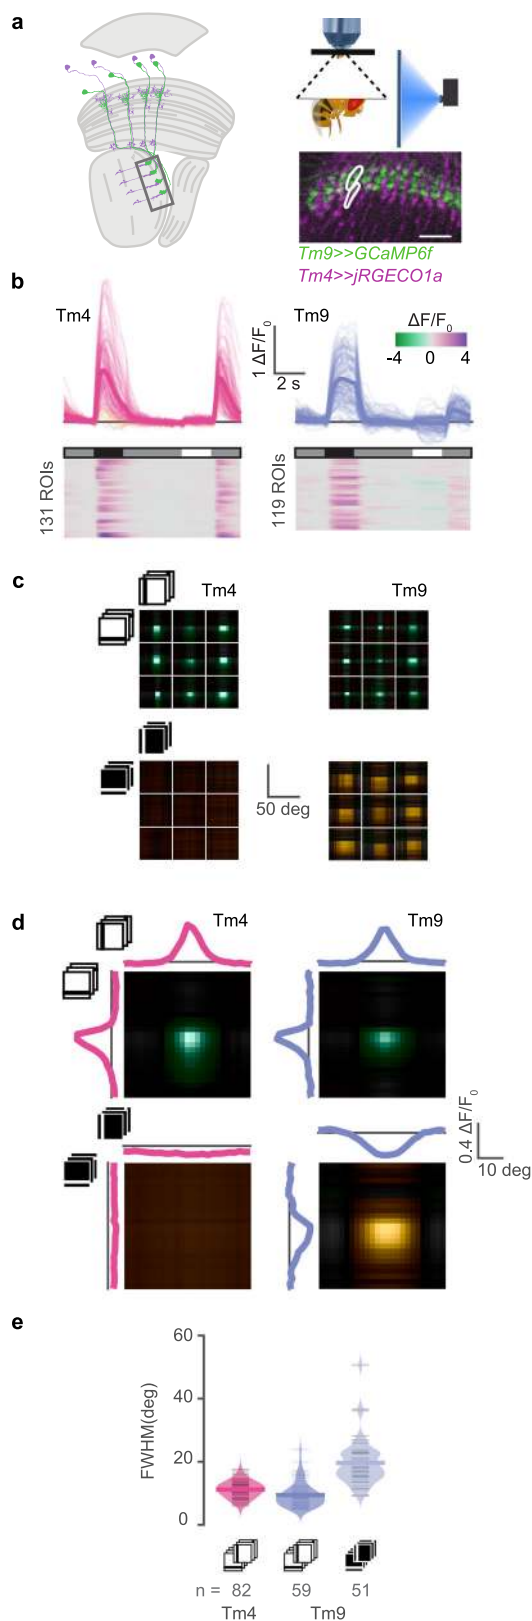 a
Tm9>>GCaMP6f
Tm4>>jRGECO1a
b
Tm4
Tm9
1 ΔF/F0
2 s
ΔF/F0
-4 0 4
131 ROIs
119 ROIs
c
Tm4
Tm9
50 deg
d
Tm4
Tm9
0.4 ΔF/F0
10 deg
e
FWHM(deg)
60
40
20
0
n = 82 59 51
Tm4 Tm9